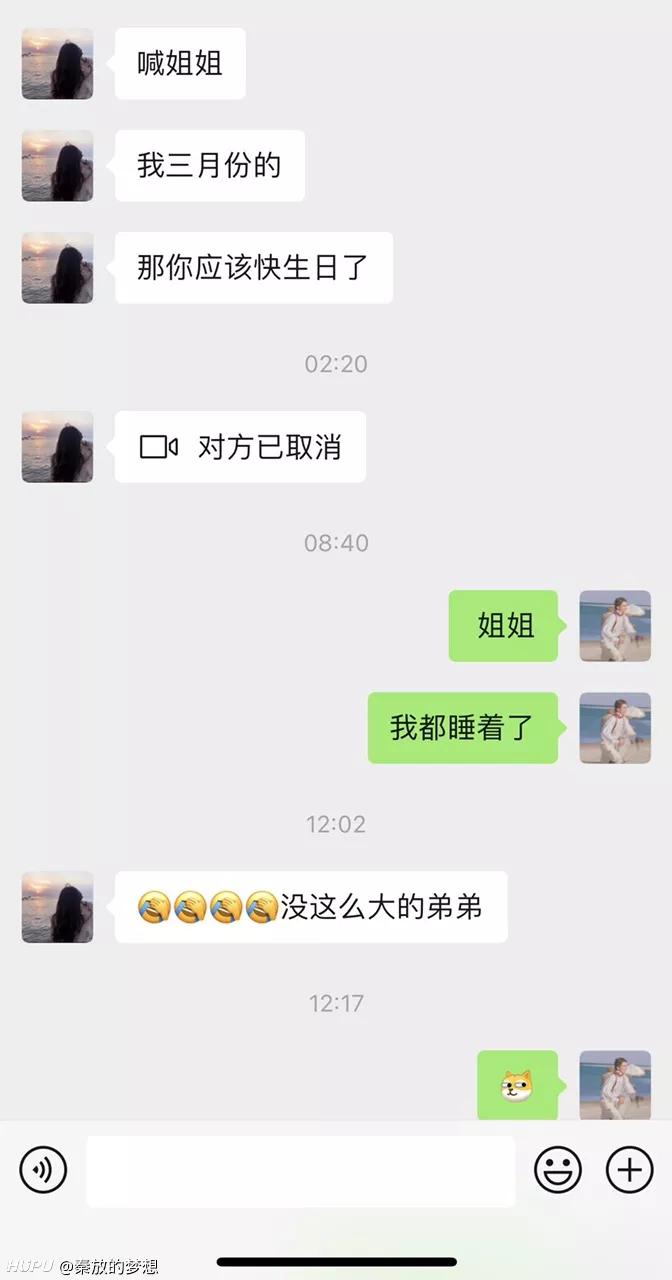 喊姐姐
我三月份的
那你应该快生日了
02:20
对方已取消
08:40
姐姐
我都睡着了
12:02
🤦🤦🤦🤦没这么大的弟弟
12:17
HUPU @秦放的梦想